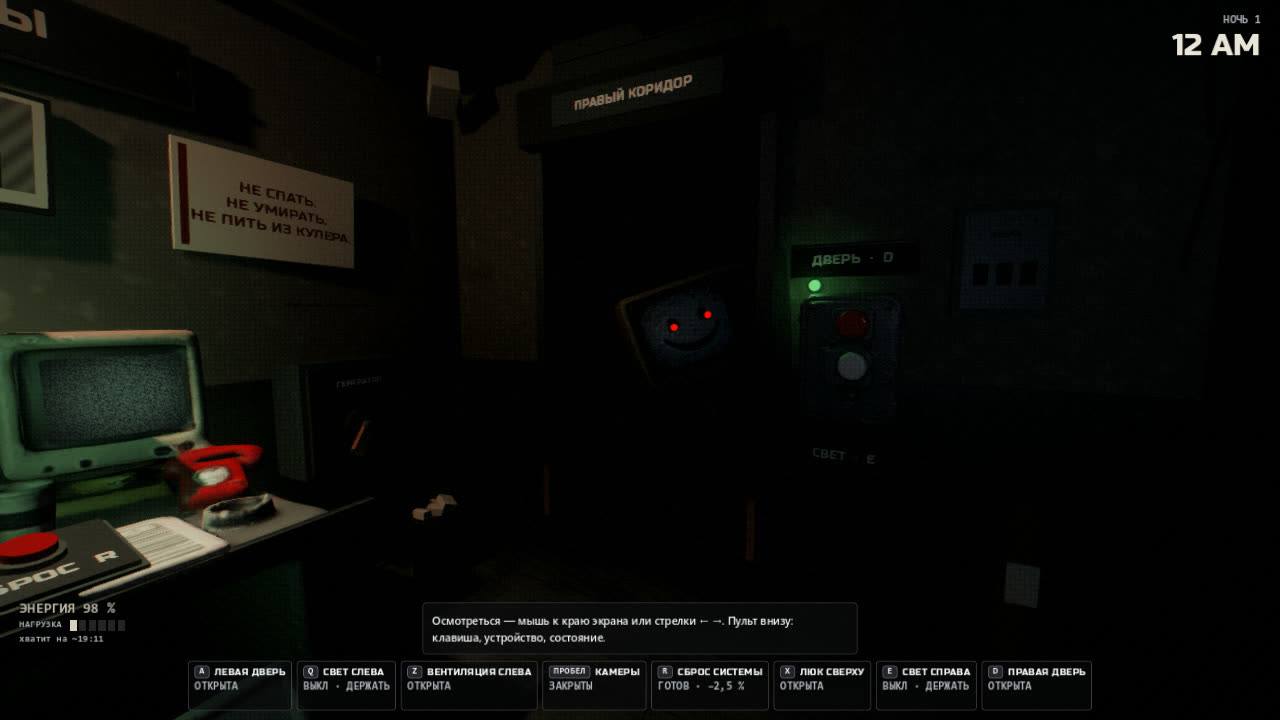 НОЧЬ 1
12 AM
Ы
ПРАВЫЙ КОРИДОР
НЕ СПАТЬ.
НЕ УМИРАТЬ.
НЕ ПИТЬ ИЗ КУЛЕРА.
ДВЕРЬ · D
ГЕНЕРАТОР
СВЕТ · E
БРОС R
ЭНЕРГИЯ 98 %
НАГРУЗКА
хватит на ~19:11
Осмотреться — мышь к краю экрана или стрелки ← →. Пульт внизу:
клавиша, устройство, состояние.
A ЛЕВАЯ ДВЕРЬ
ОТКРЫТА
Q СВЕТ СЛЕВА
ВЫКЛ · ДЕРЖАТЬ
Z ВЕНТИЛЯЦИЯ СЛЕВА
ОТКРЫТА
ПРОБЕЛ КАМЕРЫ
ЗАКРЫТЫ
R СБРОС СИСТЕМЫ
ГОТОВ · −2,5 %
X ЛЮК СВЕРХУ
ОТКРЫТА
E СВЕТ СПРАВА
ВЫКЛ · ДЕРЖАТЬ
D ПРАВАЯ ДВЕРЬ
ОТКРЫТА